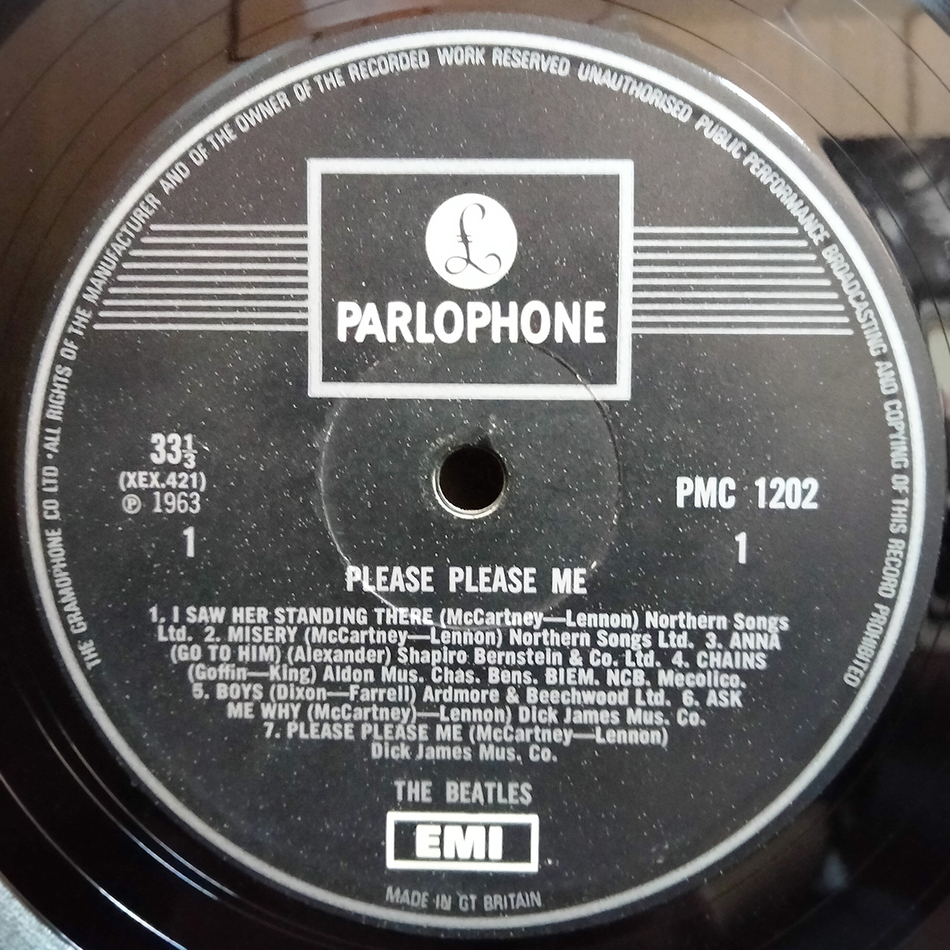 THE GRAMOPHONE CO LTD · ALL RIGHTS OF THE MANUFACTURER AND OF THE OWNER OF THE RECORDED WORK RESERVED UNAUTHORISED PUBLIC PERFORMANCE BROADCASTING AND COPYING OF THIS RECORD PROHIBITED
£
PARLOPHONE
33⅓
(XEX.421)
℗ 1963
1
PMC 1202
1
PLEASE PLEASE ME
1. I SAW HER STANDING THERE (McCartney—Lennon) Northern Songs
Ltd. 2. MISERY (McCartney—Lennon) Northern Songs Ltd. 3. ANNA
(GO TO HIM) (Alexander) Shapiro Bernstein & Co. Ltd. 4. CHAINS
(Goffin—King) Aldon Mus. Chas. Bens. BIEM. NCB. Mecolico.
5. BOYS (Dixon—Farrell) Ardmore & Beechwood Ltd. 6. ASK
ME WHY (McCartney)—Lennon) Dick James Mus. Co.
7. PLEASE PLEASE ME (McCartney—Lennon)
Dick James Mus. Co.
THE BEATLES
EMI
MADE IN GT BRITAIN